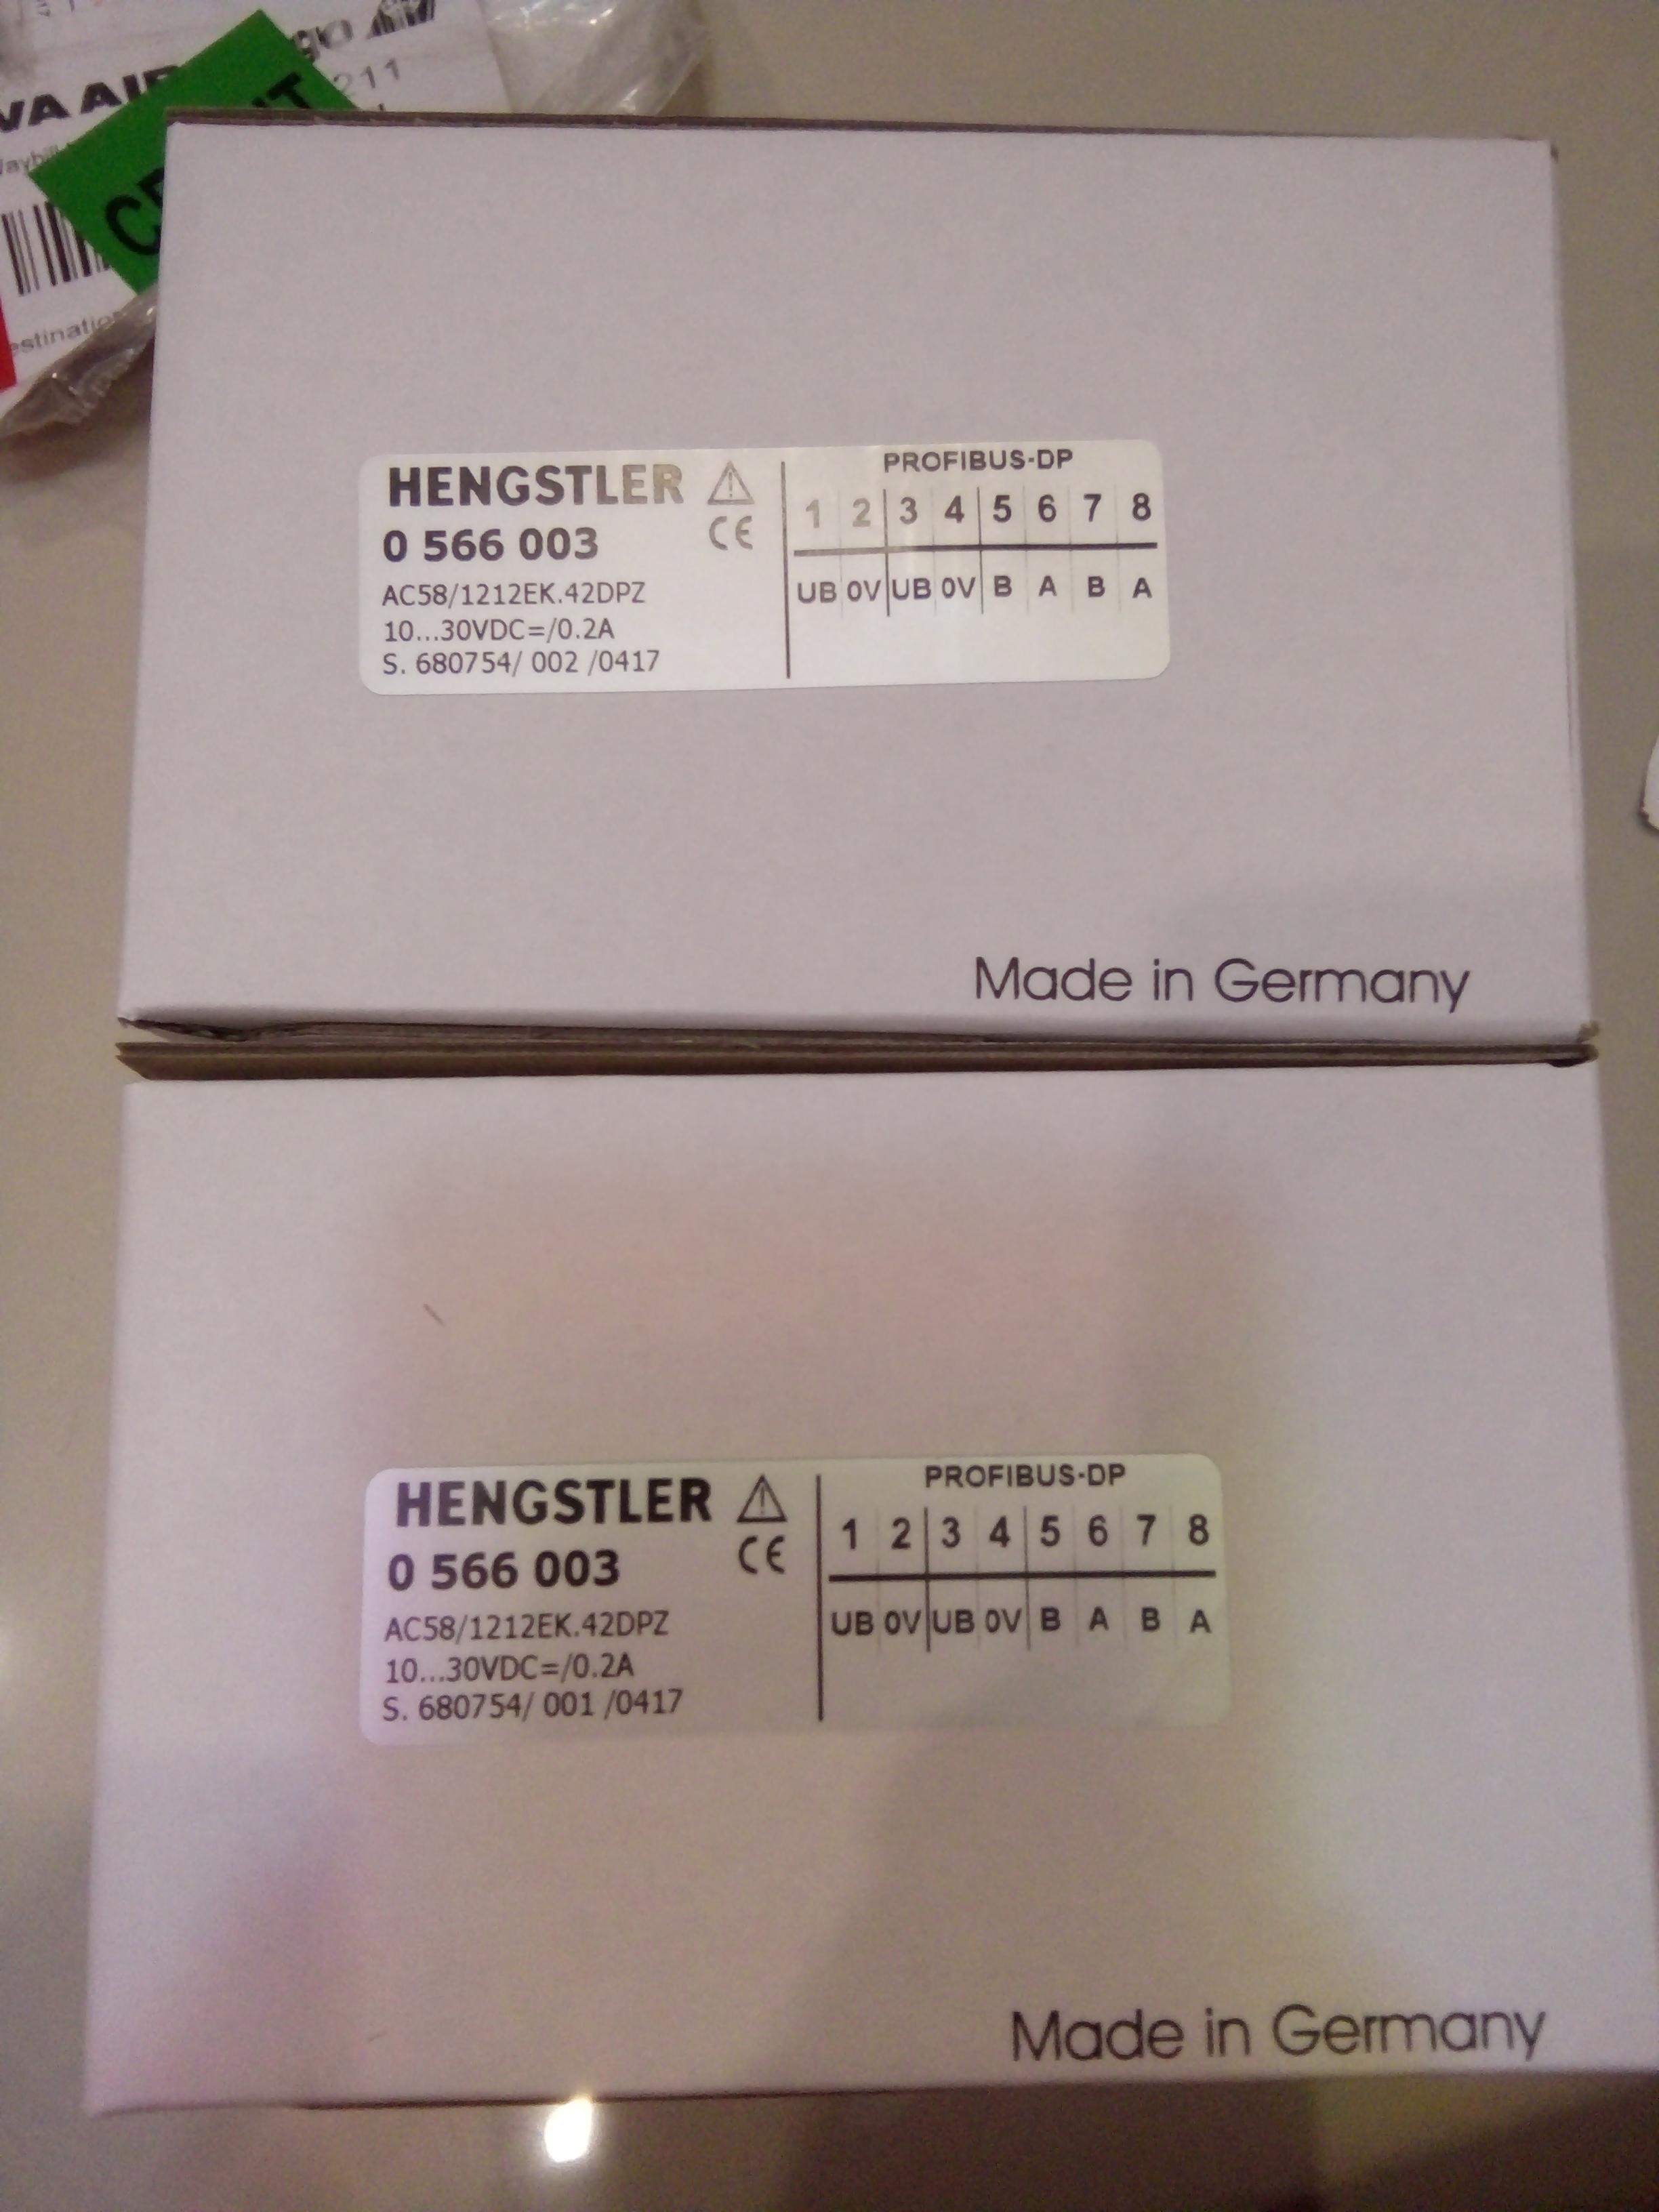 211
HENGSTLER
0 566 003
CE
AC58/1212EK.42DPZ
10...30VDC=/0.2A
S. 680754/ 002 /0417
PROFIBUS-DP
1 2 3 4 5 6 7 8
UB 0V UB 0V B A B A
Made in Germany
HENGSTLER
0 566 003
CE
AC58/1212EK.42DPZ
10...30VDC=/0.2A
S. 680754/ 001 /0417
PROFIBUS-DP
1 2 3 4 5 6 7 8
UB 0V UB 0V B A B A
Made in Germany